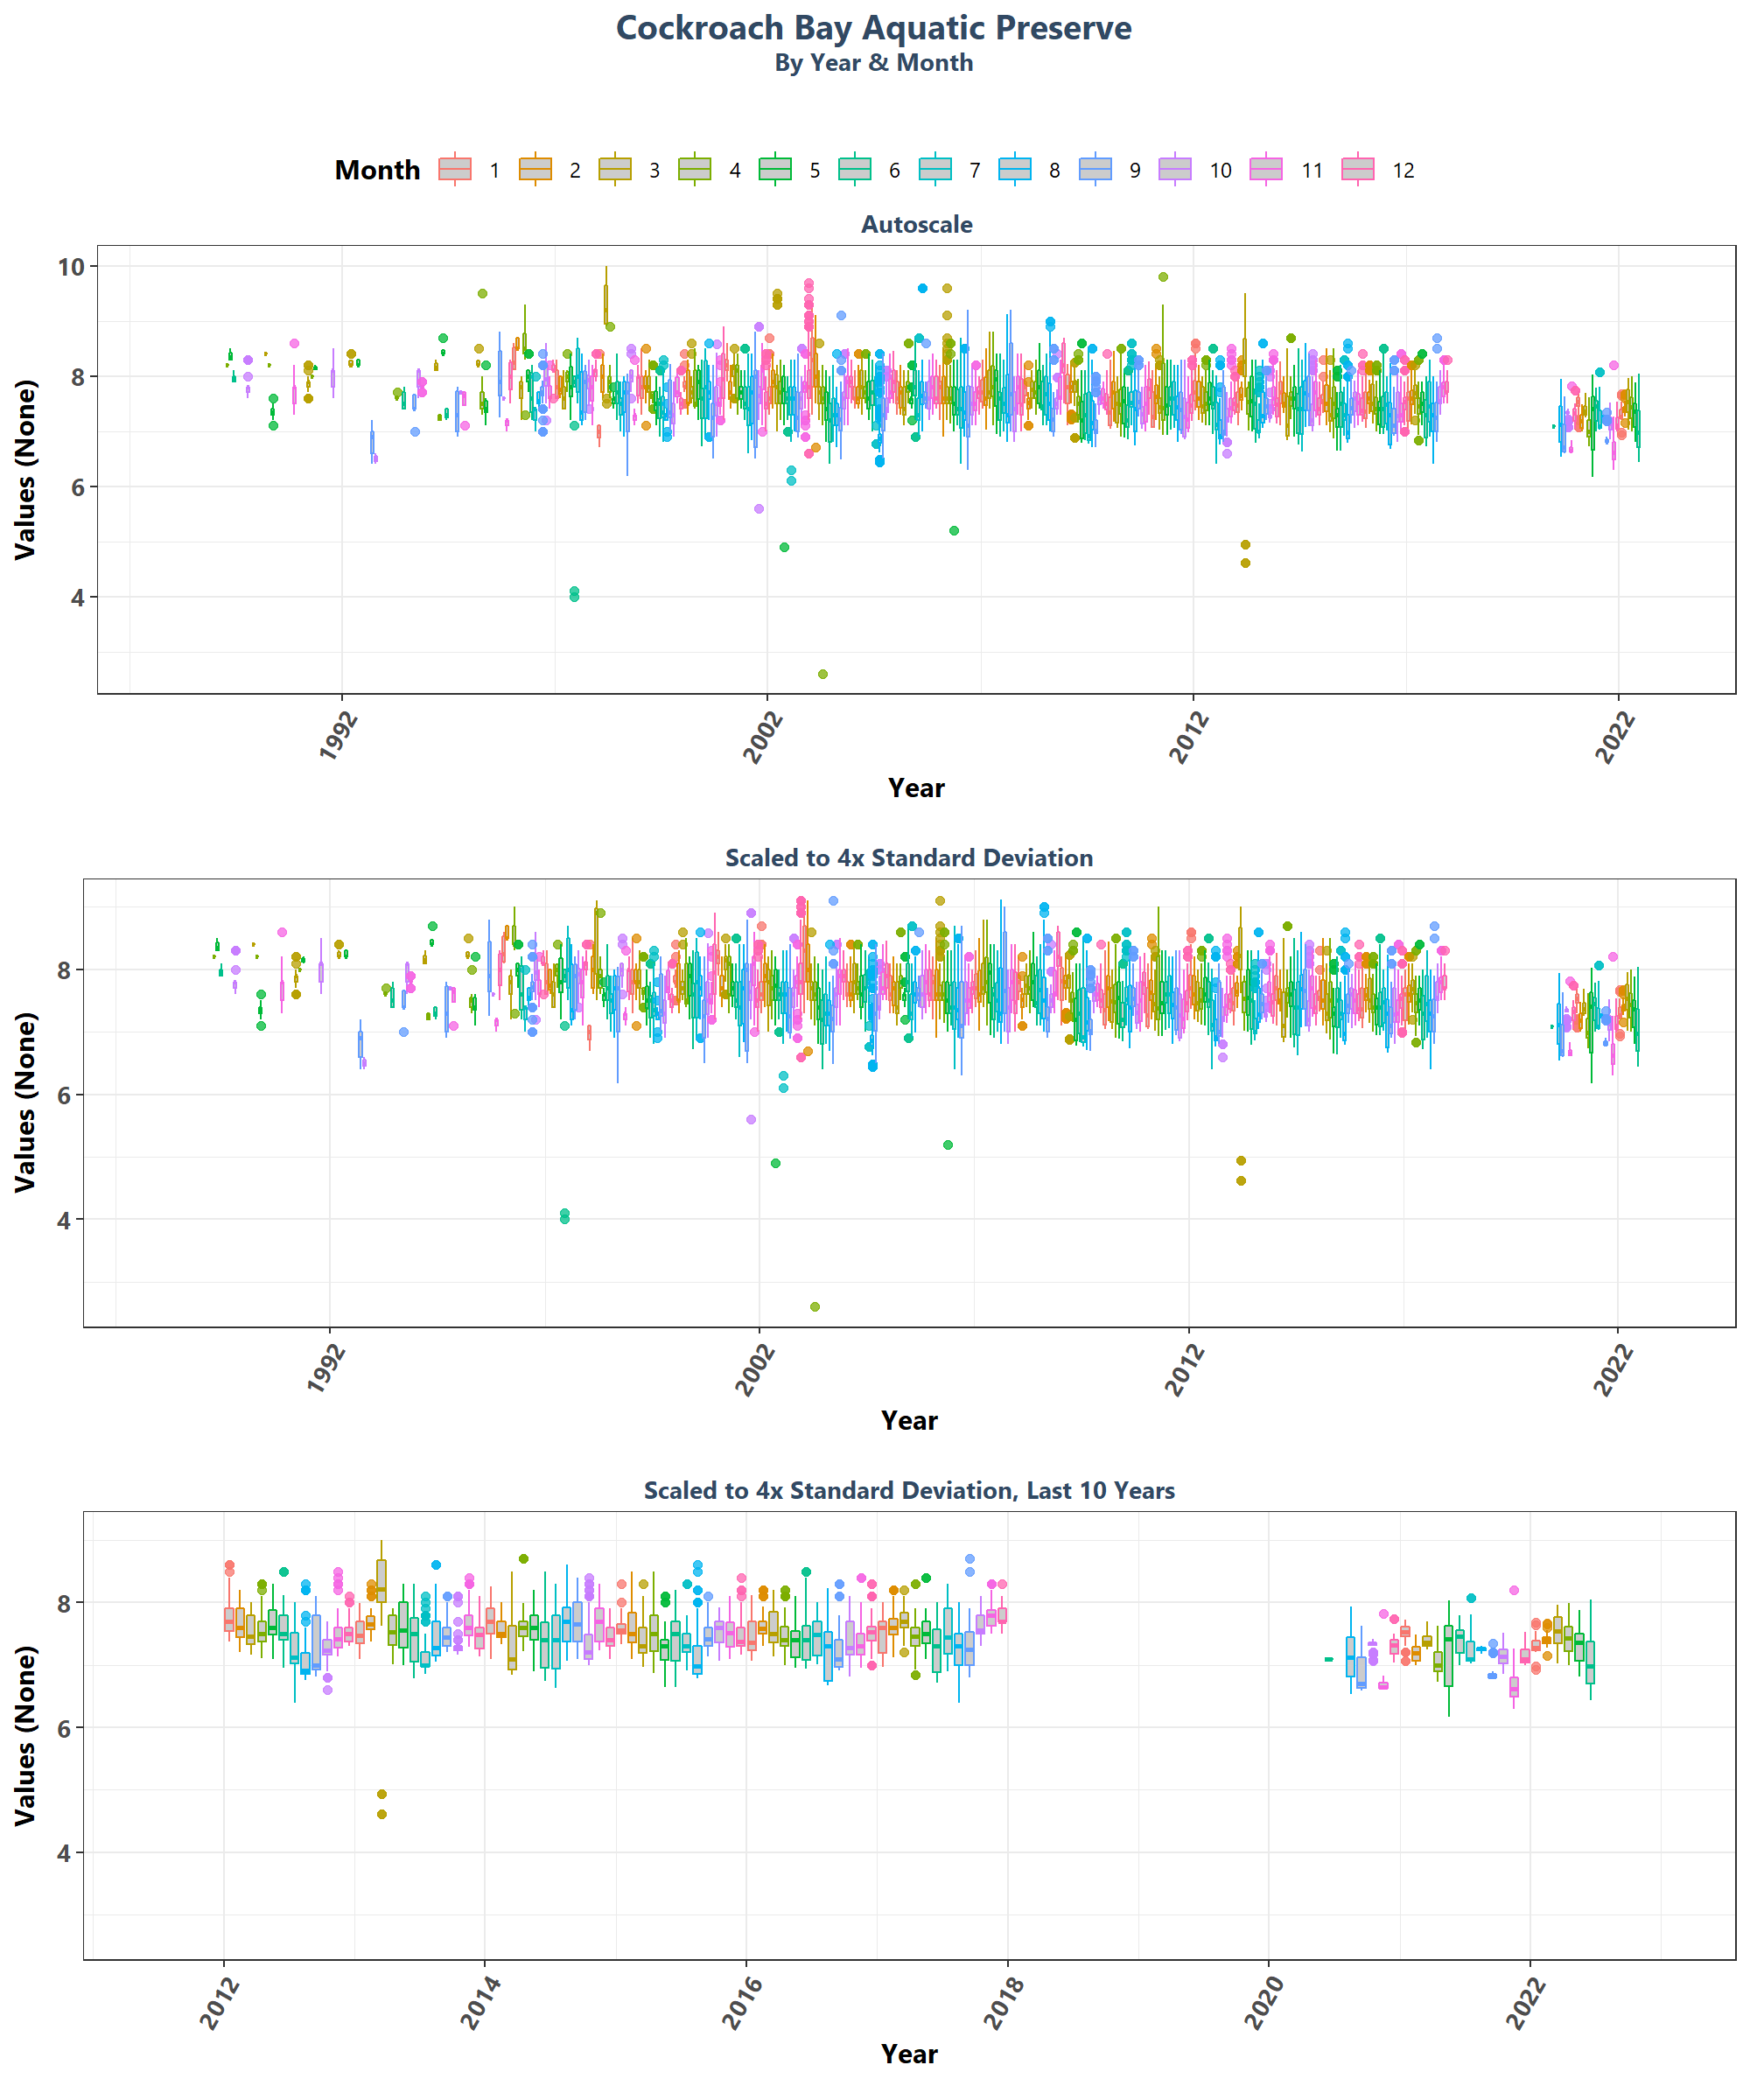 Cockroach Bay Aquatic Preserve
By Year & Month
Month 1 2 3 4 5 6 7 8 9 10 11 12
Autoscale
Values (None)
10
8
6
4
1992 2002 2012 2022
Year
Scaled to 4x Standard Deviation
Values (None)
8
6
4
1992 2002 2012 2022
Year
Scaled to 4x Standard Deviation, Last 10 Years
Values (None)
8
6
4
2012 2014 2016 2018 2020 2022
Year